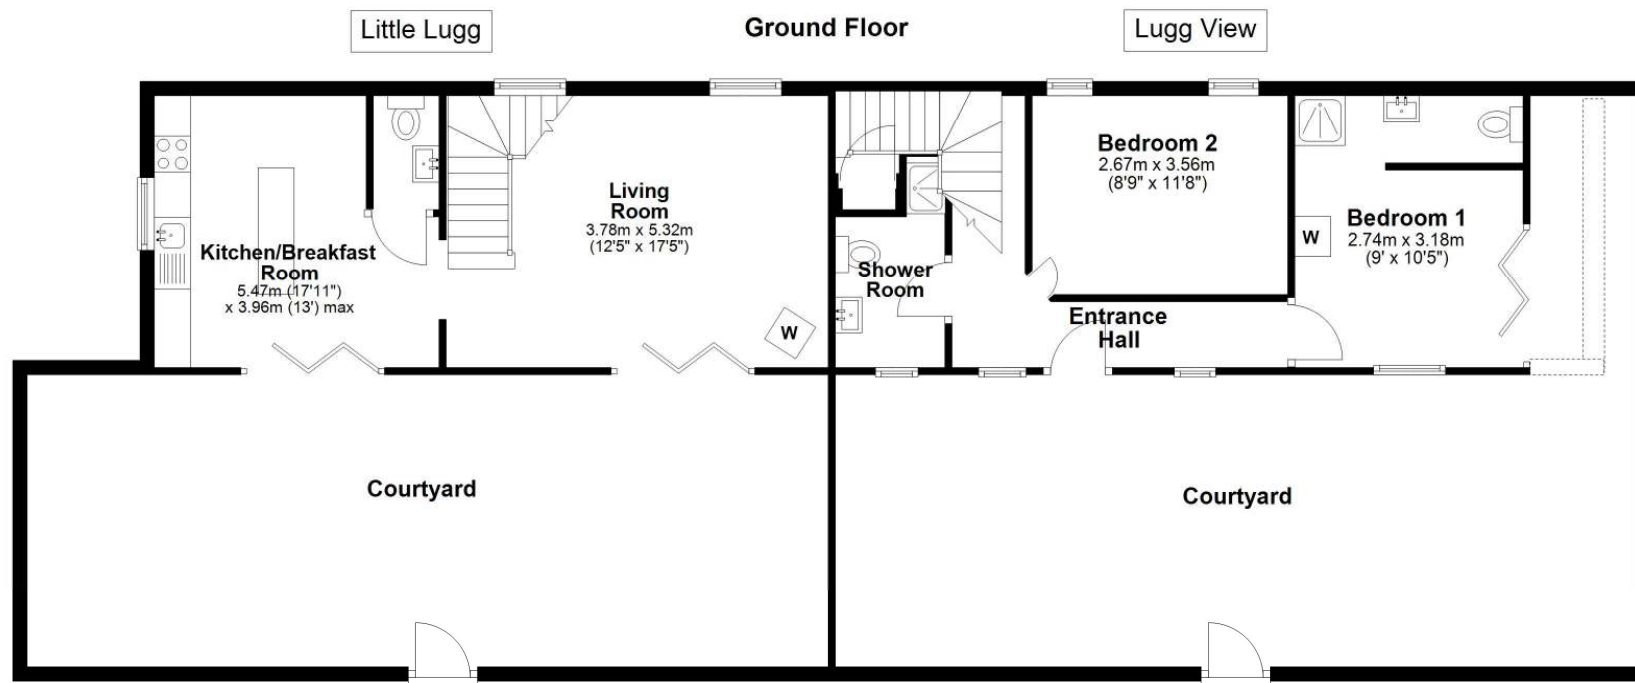 Little Lugg
Ground Floor
Lugg View
Kitchen/Breakfast
Room
5.47m (17'11")
x 3.96m (13') max
Living
Room
3.78m x 5.32m
(12'5" x 17'5")
W
Shower
Room
Bedroom 2
2.67m x 3.56m
(8'9" x 11'8")
Entrance
Hall
W
Bedroom 1
2.74m x 3.18m
(9' x 10'5")
Courtyard
Courtyard